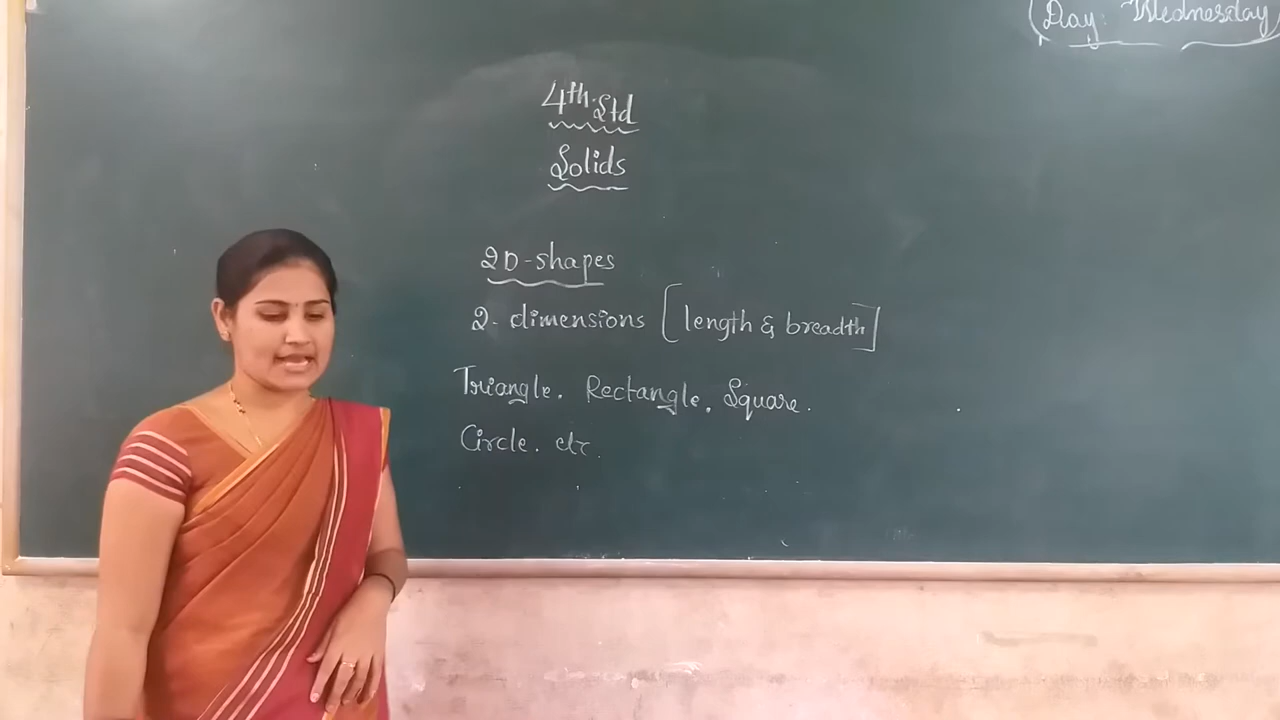 Day: Wednesday
4th Std
Solids
2D-shapes
2- dimensions [length & breadth]
Triangle. Rectangle, Square.
Circle. etc.